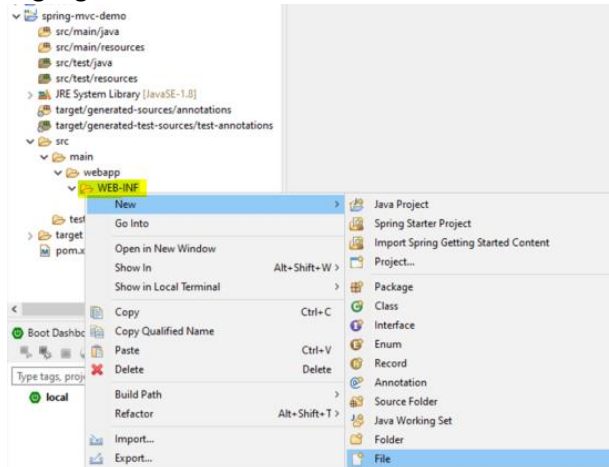 spring-mvc-demo
src/main/java
src/main/resources
src/test/java
src/test/resources
JRE System Library [JavaSE-1.8]
target/generated-sources/annotations
target/generated-test-sources/test-annotations
src
main
webapp
WEB-INF
test
target
pom.x
New
Go Into
Open in New Window
Show In Alt+Shift+W >
Show in Local Terminal >
Copy Ctrl+C
Copy Qualified Name
Paste Ctrl+V
Delete Delete
Build Path >
Refactor Alt+Shift+T >
Import...
Export...
Java Project
Spring Starter Project
Import Spring Getting Started Content
Project...
Package
Class
Interface
Enum
Record
Annotation
Source Folder
Java Working Set
Folder
File
Boot Dashbo
Type tags, proje
local